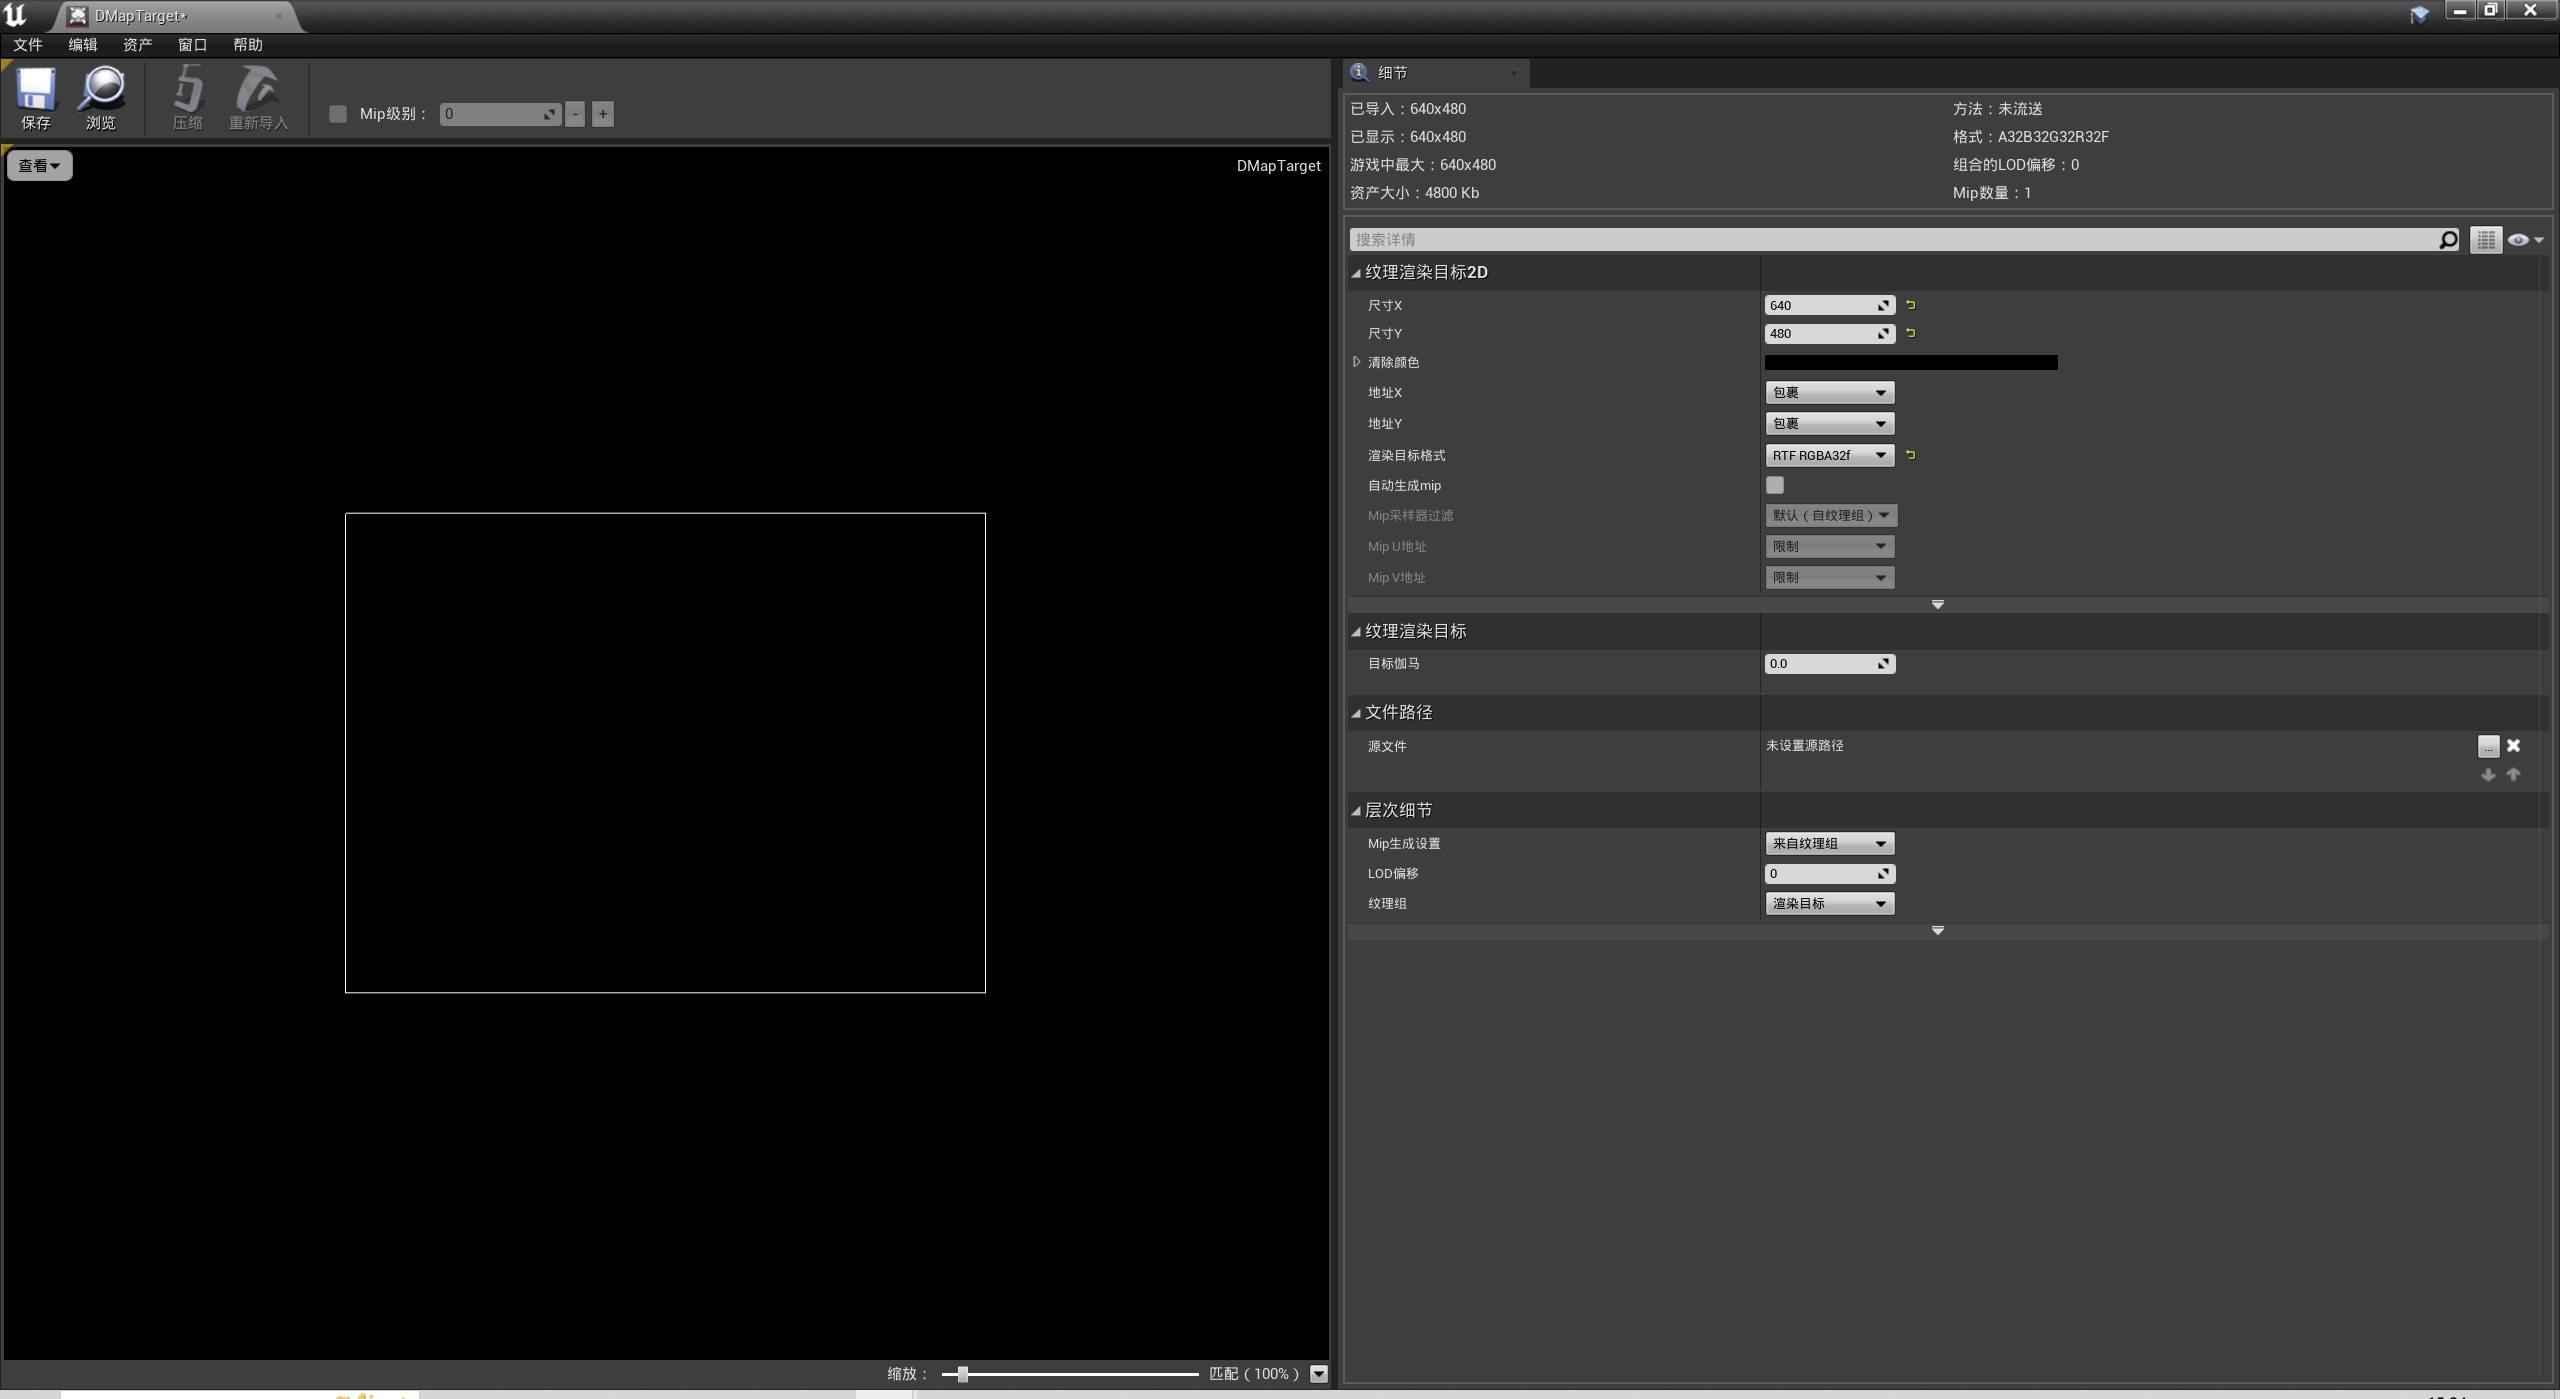 DMapTarget*
文件 编辑 资产 窗口 帮助
保存 浏览 压缩 重新导入 Mip级别： 0 - +
查看
DMapTarget
缩放： 匹配（100%）
细节
已导入：640x480 方法：未流送
已显示：640x480 格式：A32B32G32R32F
游戏中最大：640x480 组合的LOD偏移：0
资产大小：4800 Kb Mip数量：1
搜索详情
纹理渲染目标2D
尺寸X 640
尺寸Y 480
清除颜色
地址X 包裹
地址Y 包裹
渲染目标格式 RTF RGBA32f
自动生成mip
Mip采样器过滤 默认（自纹理组）
Mip U地址 限制
Mip V地址 限制
纹理渲染目标
目标伽马 0.0
文件路径
源文件 未设置源路径 ...
层次细节
Mip生成设置 来自纹理组
LOD偏移 0
纹理组 渲染目标